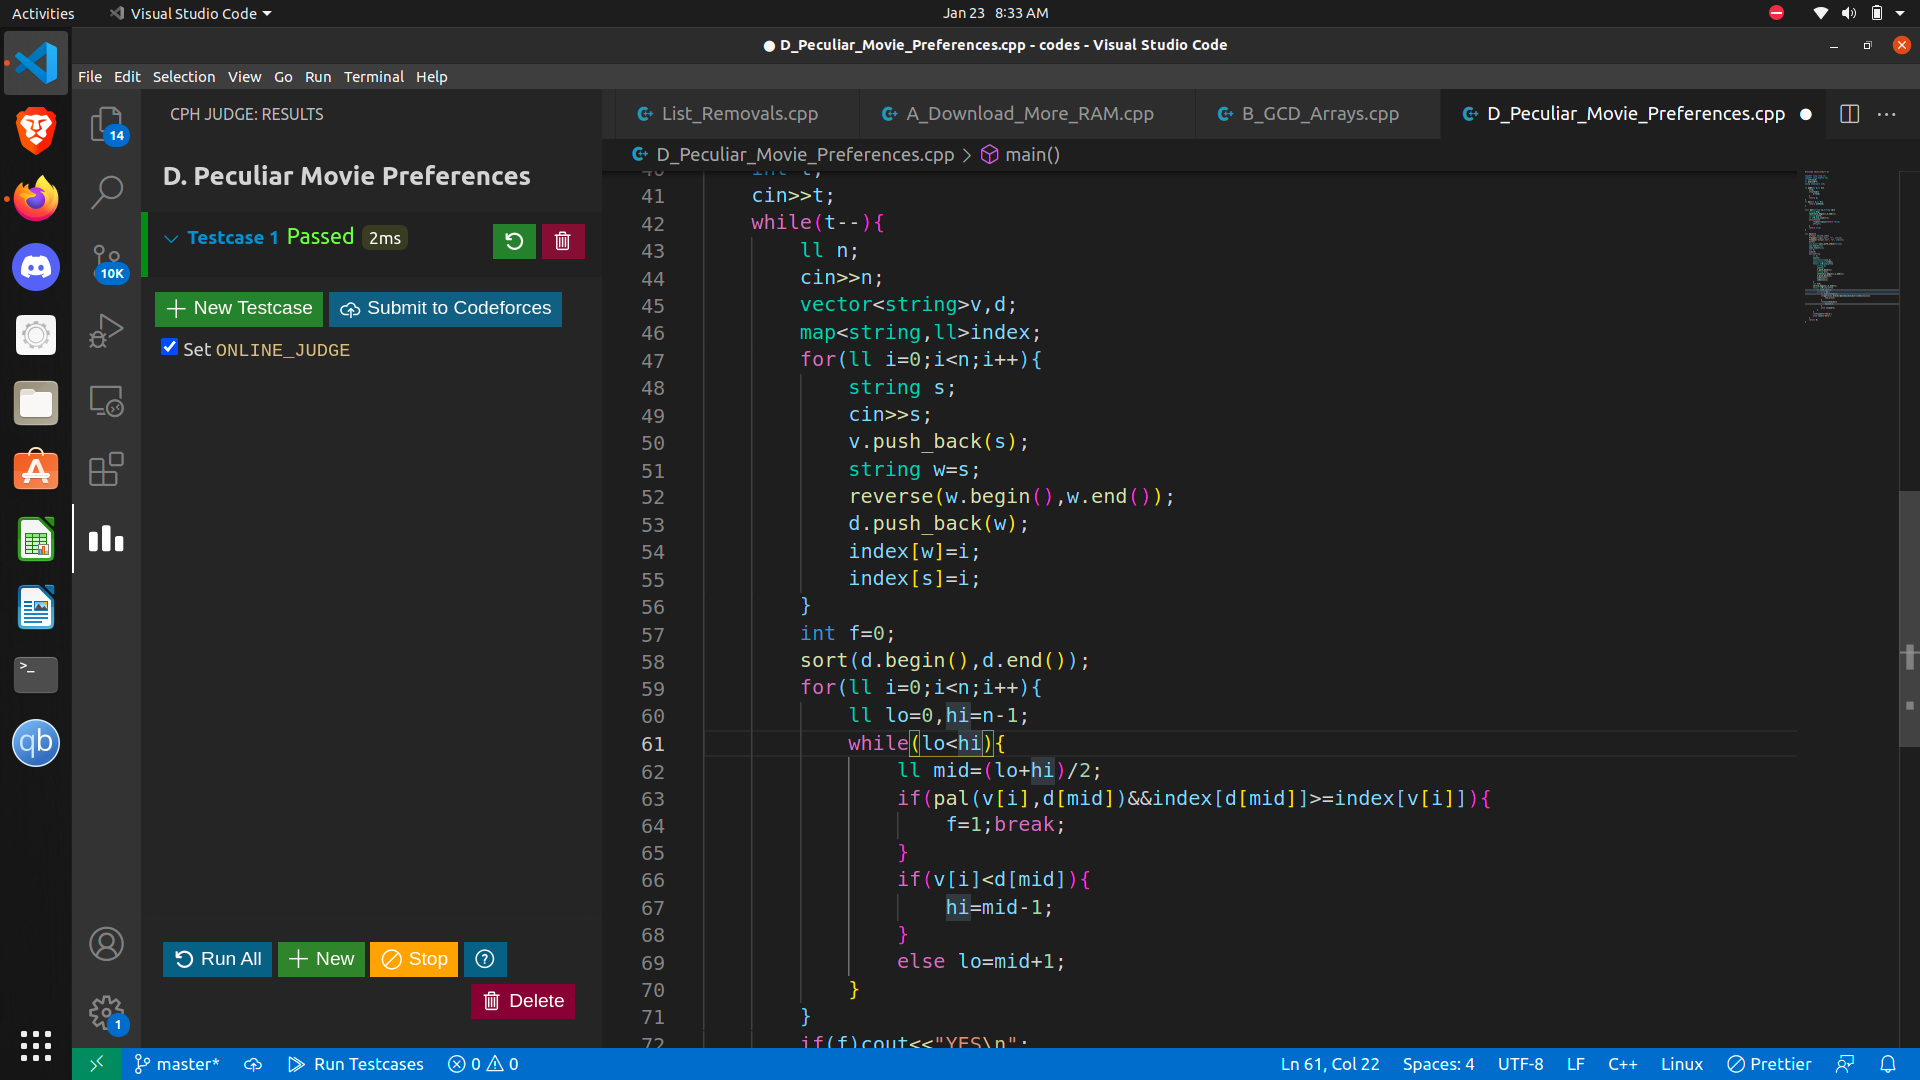 Activities
Visual Studio Code
Jan 23 8:33 AM
● D_Peculiar_Movie_Preferences.cpp - codes - Visual Studio Code
File Edit Selection View Go Run Terminal Help
CPH JUDGE: RESULTS
D. Peculiar Movie Preferences
Testcase 1 Passed 2ms
New Testcase
Submit to Codeforces
Set ONLINE_JUDGE
14
10K
1
>_
qb
Run All
New
Stop
Delete
List_Removals.cpp
A_Download_More_RAM.cpp
B_GCD_Arrays.cpp
D_Peculiar_Movie_Preferences.cpp
D_Peculiar_Movie_Preferences.cpp > main()
40 int t;
41 cin>>t;
42 while(t--){
43 ll n;
44 cin>>n;
45 vector<string>v,d;
46 map<string,ll>index;
47 for(ll i=0;i<n;i++){
48 string s;
49 cin>>s;
50 v.push_back(s);
51 string w=s;
52 reverse(w.begin(),w.end());
53 d.push_back(w);
54 index[w]=i;
55 index[s]=i;
56 }
57 int f=0;
58 sort(d.begin(),d.end());
59 for(ll i=0;i<n;i++){
60 ll lo=0,hi=n-1;
61 while(lo<hi){
62 ll mid=(lo+hi)/2;
63 if(pal(v[i],d[mid])&&index[d[mid]]>=index[v[i]]){
64 f=1;break;
65 }
66 if(v[i]<d[mid]){
67 hi=mid-1;
68 }
69 else lo=mid+1;
70 }
71 }
72 if(f)cout<<"YES\n";
master*
Run Testcases
0 0
Ln 61, Col 22
Spaces: 4
UTF-8
LF
C++
Linux
Prettier